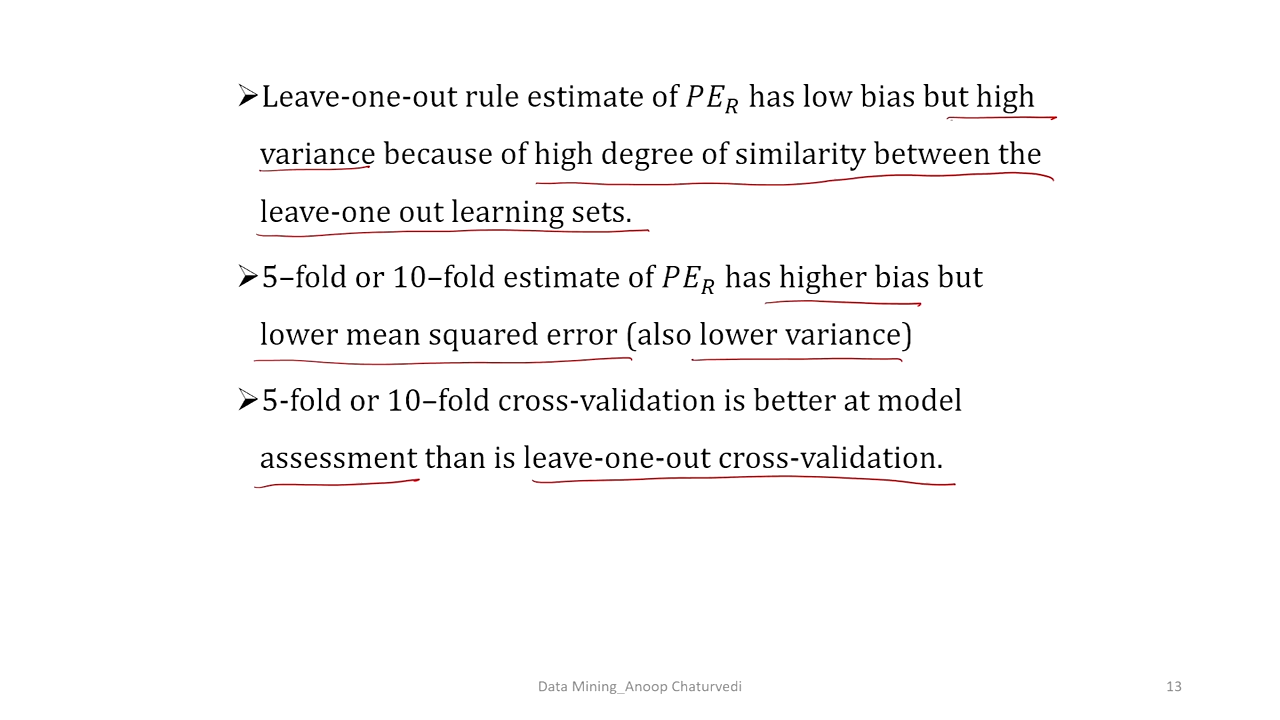 ➢Leave-one-out rule estimate of PE_R has low bias but high
variance because of high degree of similarity between the
leave-one out learning sets.
➢5–fold or 10–fold estimate of PE_R has higher bias but
lower mean squared error (also lower variance)
➢5-fold or 10–fold cross-validation is better at model
assessment than is leave-one-out cross-validation.
Data Mining_Anoop Chaturvedi
13